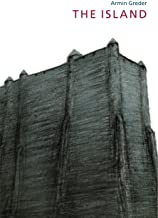 Armin Greder
THE ISLAND